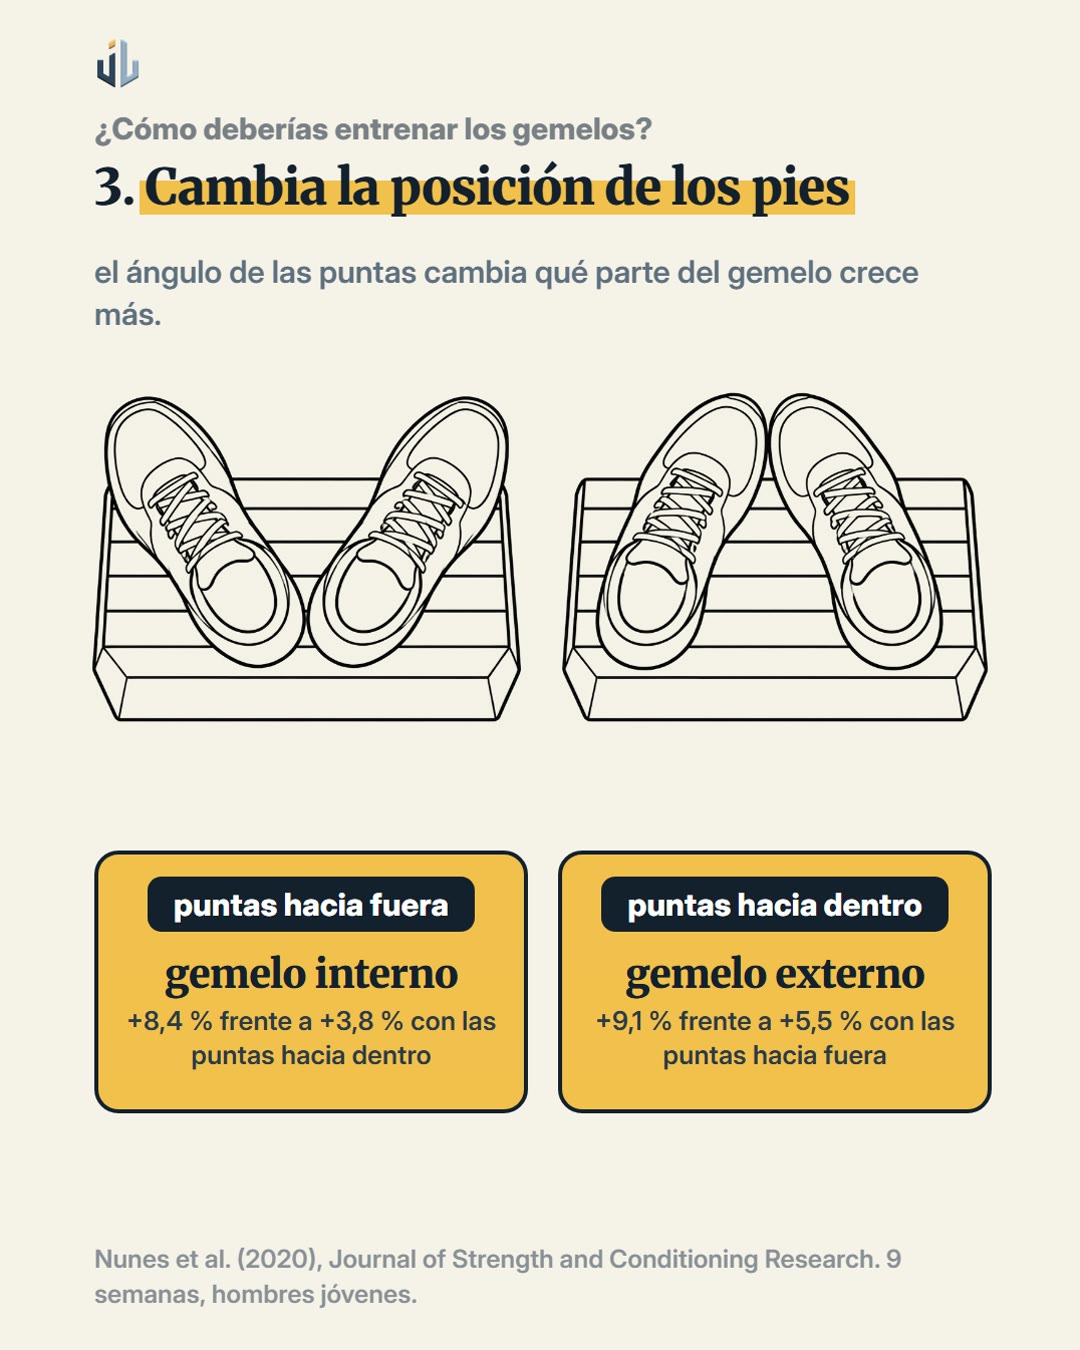 ¿Cómo deberías entrenar los gemelos?
3. Cambia la posición de los pies
el ángulo de las puntas cambia qué parte del gemelo crece
más.
puntas hacia fuera
gemelo interno
+8,4 % frente a +3,8 % con las
puntas hacia dentro
puntas hacia dentro
gemelo externo
+9,1 % frente a +5,5 % con las
puntas hacia fuera
Nunes et al. (2020), Journal of Strength and Conditioning Research. 9
semanas, hombres jóvenes.